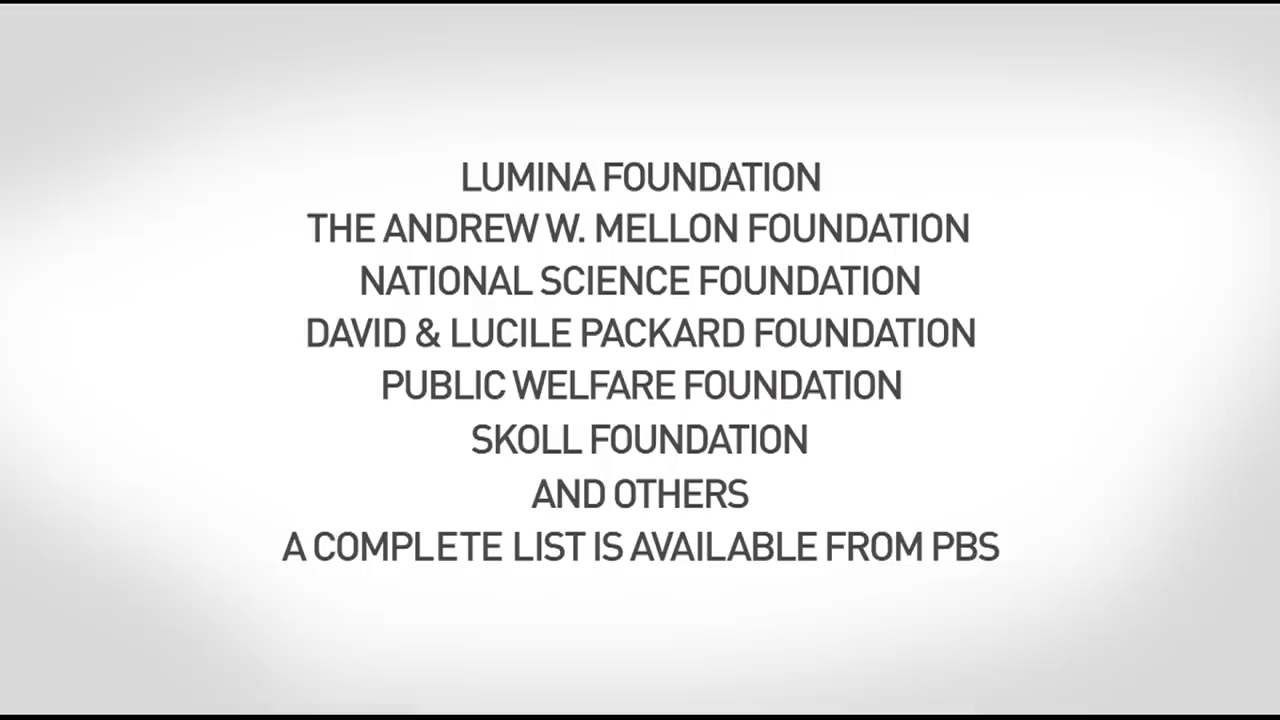 LUMINA FOUNDATION
THE ANDREW W. MELLON FOUNDATION
NATIONAL SCIENCE FOUNDATION
DAVID & LUCILE PACKARD FOUNDATION
PUBLIC WELFARE FOUNDATION
SKOLL FOUNDATION
AND OTHERS
A COMPLETE LIST IS AVAILABLE FROM PBS